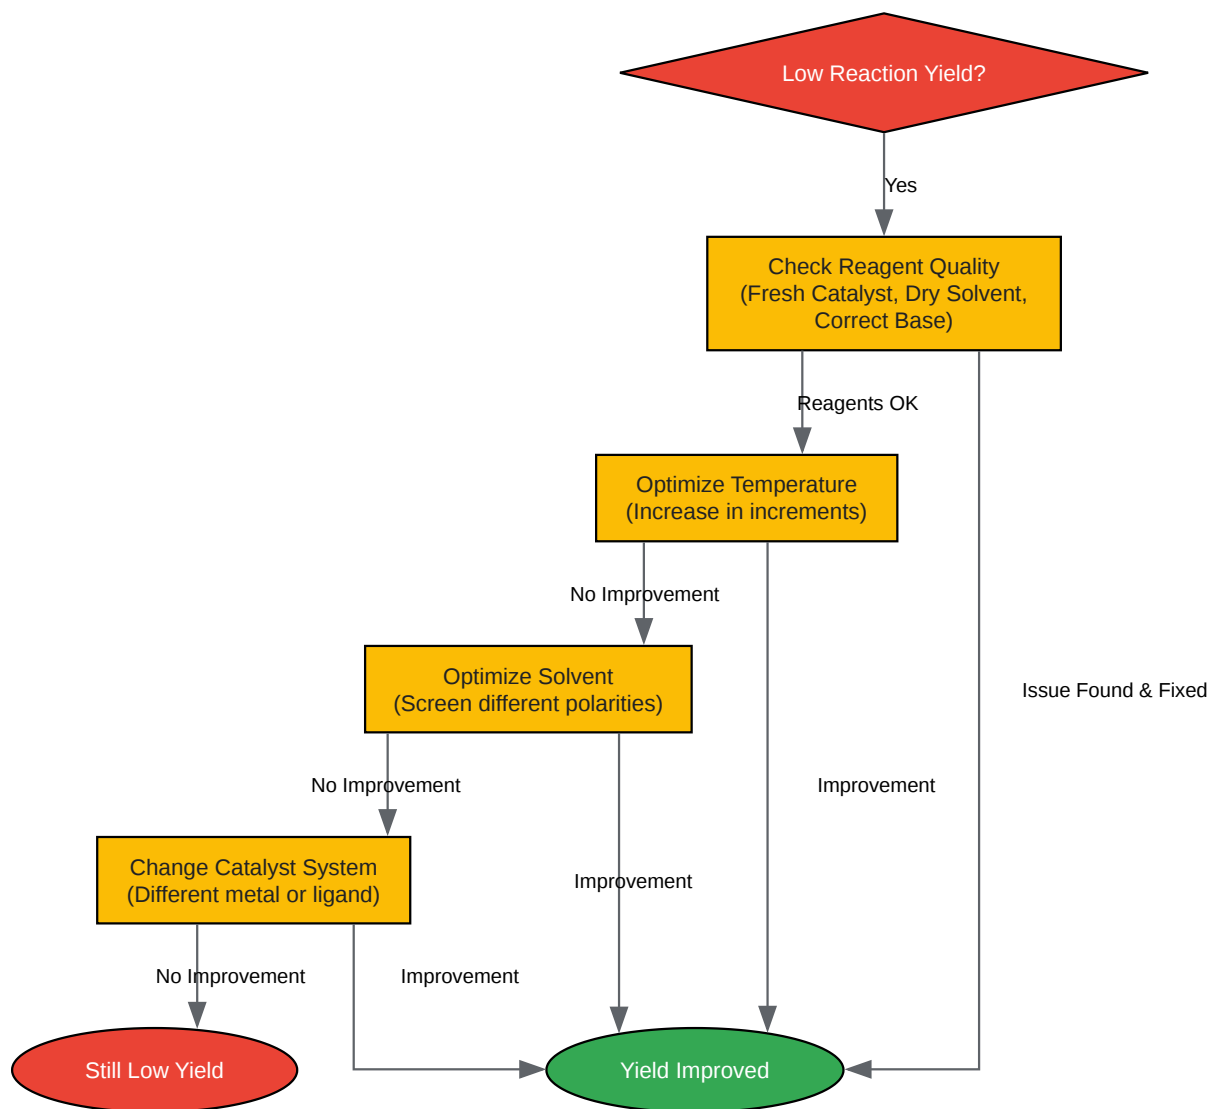 Low Reaction Yield?
Yes
Check Reagent Quality
(Fresh Catalyst, Dry Solvent,
Correct Base)
Reagents OK
Optimize Temperature
(Increase in increments)
No Improvement
Optimize Solvent
(Screen different polarities)
Issue Found & Fixed
No Improvement
Improvement
Change Catalyst System
(Different metal or ligand)
Improvement
No Improvement
Improvement
Still Low Yield
Yield Improved